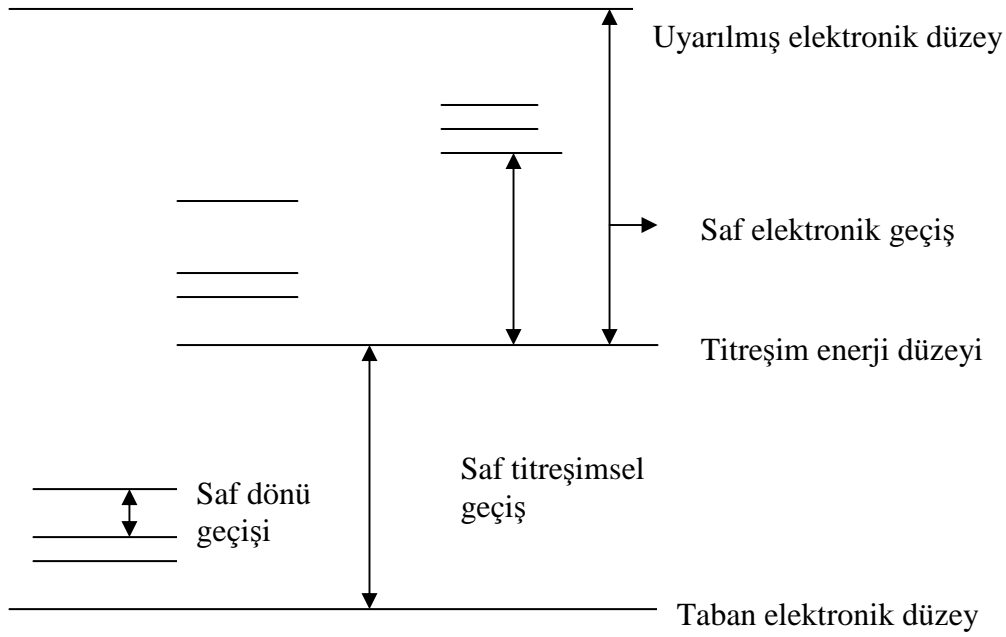 Uyarılmış elektronik düzey
Saf elektronik geçiş
Titreşim enerji düzeyi
Saf dönü
geçişi
Saf titreşimsel
geçiş
Taban elektronik düzey